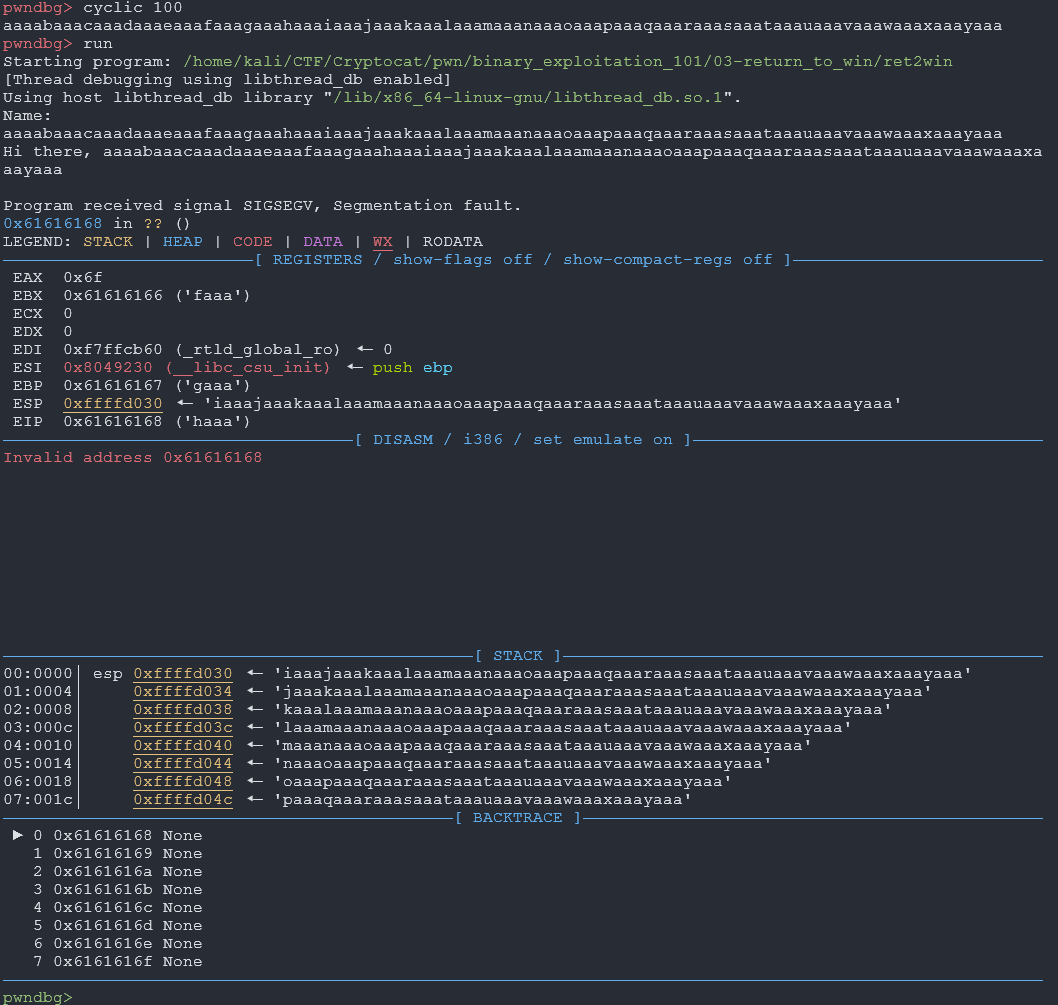 pwndbg> cyclic 100
aaaabaaacaaadaaaeaaafaaagaaahaaaiaaajaaakaaalaaamaaanaaaoaaapaaaqaaaraaasaaataaauaaavaaawaaaxaaayaaa
pwndbg> run
Starting program: /home/kali/CTF/Cryptocat/pwn/binary_exploitation_101/03-return_to_win/ret2win
[Thread debugging using libthread_db enabled]
Using host libthread_db library "/lib/x86_64-linux-gnu/libthread_db.so.1".
Name:
aaaabaaacaaadaaaeaaafaaagaaahaaaiaaajaaakaaalaaamaaanaaaoaaapaaaqaaaraaasaaataaauaaavaaawaaaxaaayaaa
Hi there, aaaabaaacaaadaaaeaaafaaagaaahaaaiaaajaaakaaalaaamaaanaaaoaaapaaaqaaaraaasaaataaauaaavaaawaaaxa
aayaaa
Program received signal SIGSEGV, Segmentation fault.
0x61616168 in ?? ()
LEGEND: STACK | HEAP | CODE | DATA | WX | RODATA
[ REGISTERS / show-flags off / show-compact-regs off ]
EAX  0x6f
EBX  0x61616166 ('faaa')
ECX  0
EDX  0
EDI  0xf7ffcb60 (_rtld_global_ro) ← 0
ESI  0x8049230 (__libc_csu_init) ← push ebp
EBP  0x61616167 ('gaaa')
ESP  0xffffd030 ← 'iaaajaaakaaalaaamaaanaaaoaaapaaaqaaaraaasaaataaauaaavaaawaaaxaaayaaa'
EIP  0x61616168 ('haaa')
[ DISASM / i386 / set emulate on ]
Invalid address 0x61616168
[ STACK ]
00:0000│ esp 0xffffd030 ← 'iaaajaaakaaalaaamaaanaaaoaaapaaaqaaaraaasaaataaauaaavaaawaaaxaaayaaa'
01:0004│     0xffffd034 ← 'jaaakaaalaaamaaanaaaoaaapaaaqaaaraaasaaataaauaaavaaawaaaxaaayaaa'
02:0008│     0xffffd038 ← 'kaaalaaamaaanaaaoaaapaaaqaaaraaasaaataaauaaavaaawaaaxaaayaaa'
03:000c│     0xffffd03c ← 'laaamaaanaaaoaaapaaaqaaaraaasaaataaauaaavaaawaaaxaaayaaa'
04:0010│     0xffffd040 ← 'maaanaaaoaaapaaaqaaaraaasaaataaauaaavaaawaaaxaaayaaa'
05:0014│     0xffffd044 ← 'naaaoaaapaaaqaaaraaasaaataaauaaavaaawaaaxaaayaaa'
06:0018│     0xffffd048 ← 'oaaapaaaqaaaraaasaaataaauaaavaaawaaaxaaayaaa'
07:001c│     0xffffd04c ← 'paaaqaaaraaasaaataaauaaavaaawaaaxaaayaaa'
[ BACKTRACE ]
► 0 0x61616168 None
1 0x61616169 None
2 0x6161616a None
3 0x6161616b None
4 0x6161616c None
5 0x6161616d None
6 0x6161616e None
7 0x6161616f None
pwndbg>